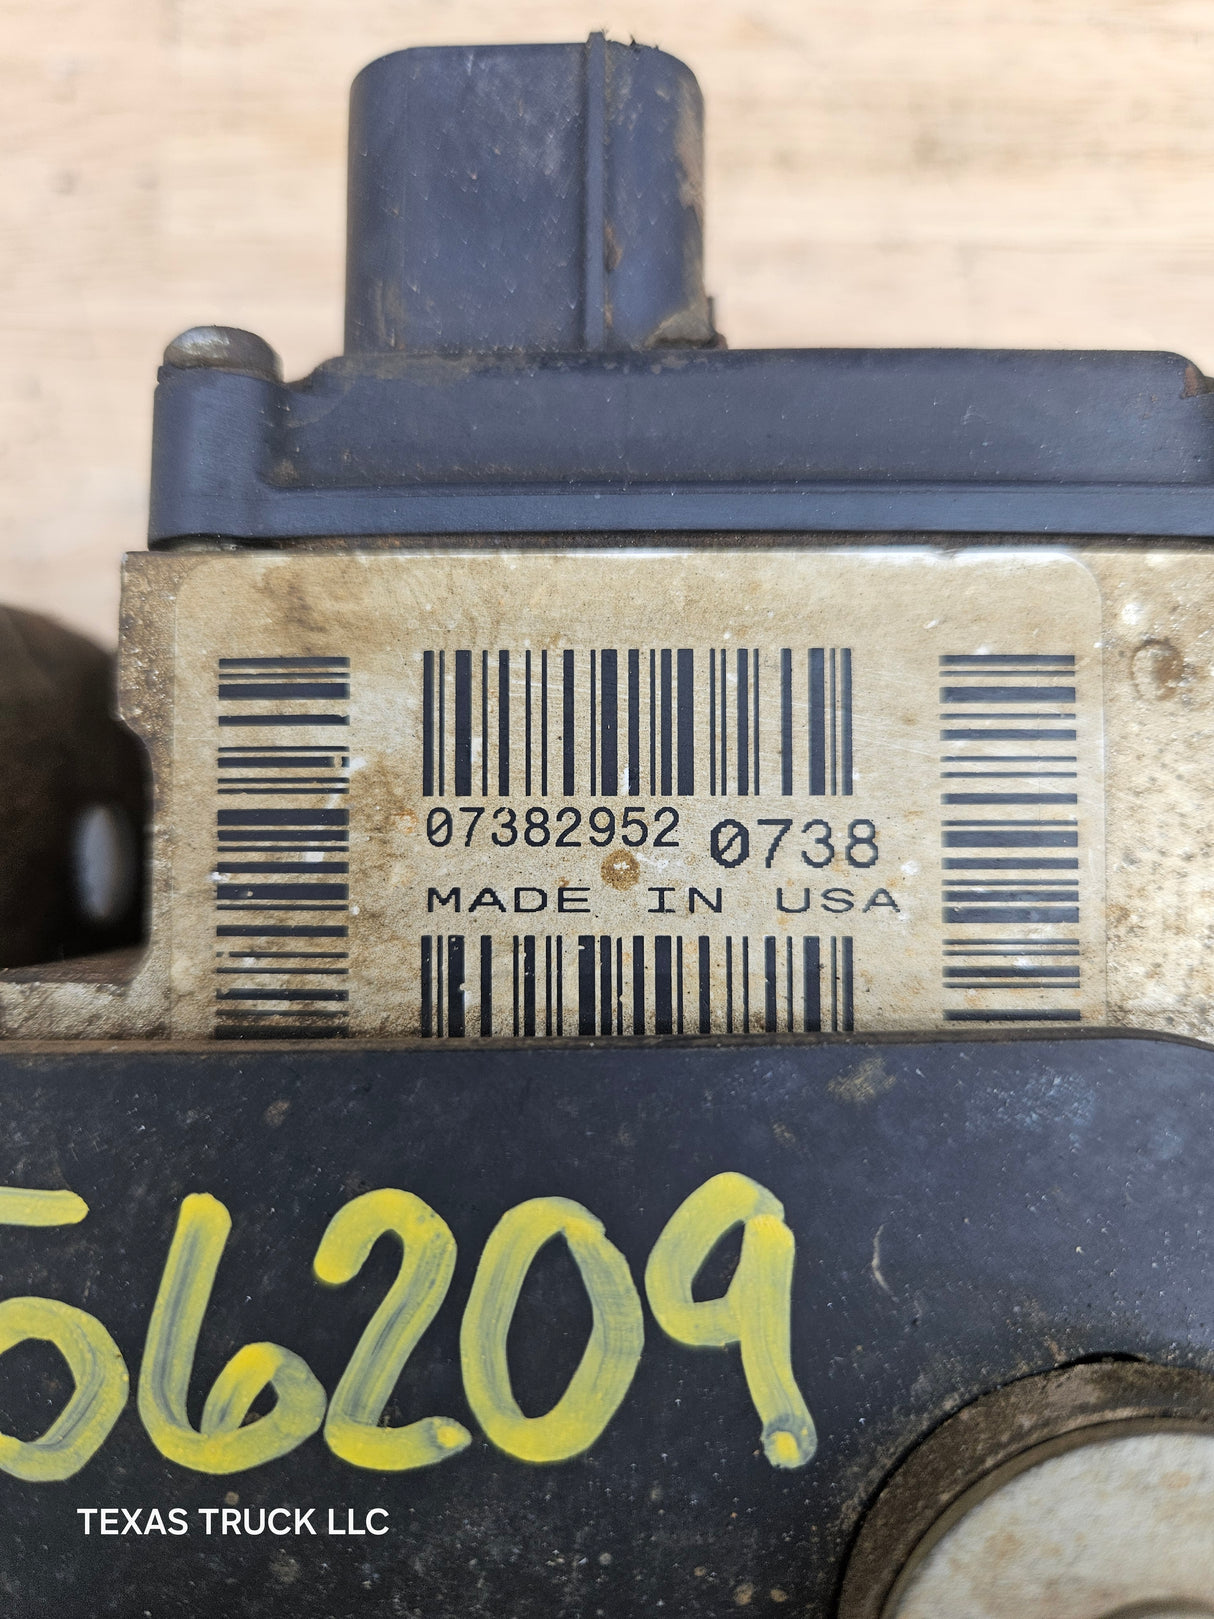 07382952 0738
MADE IN USA
56209
TEXAS TRUCK LLC